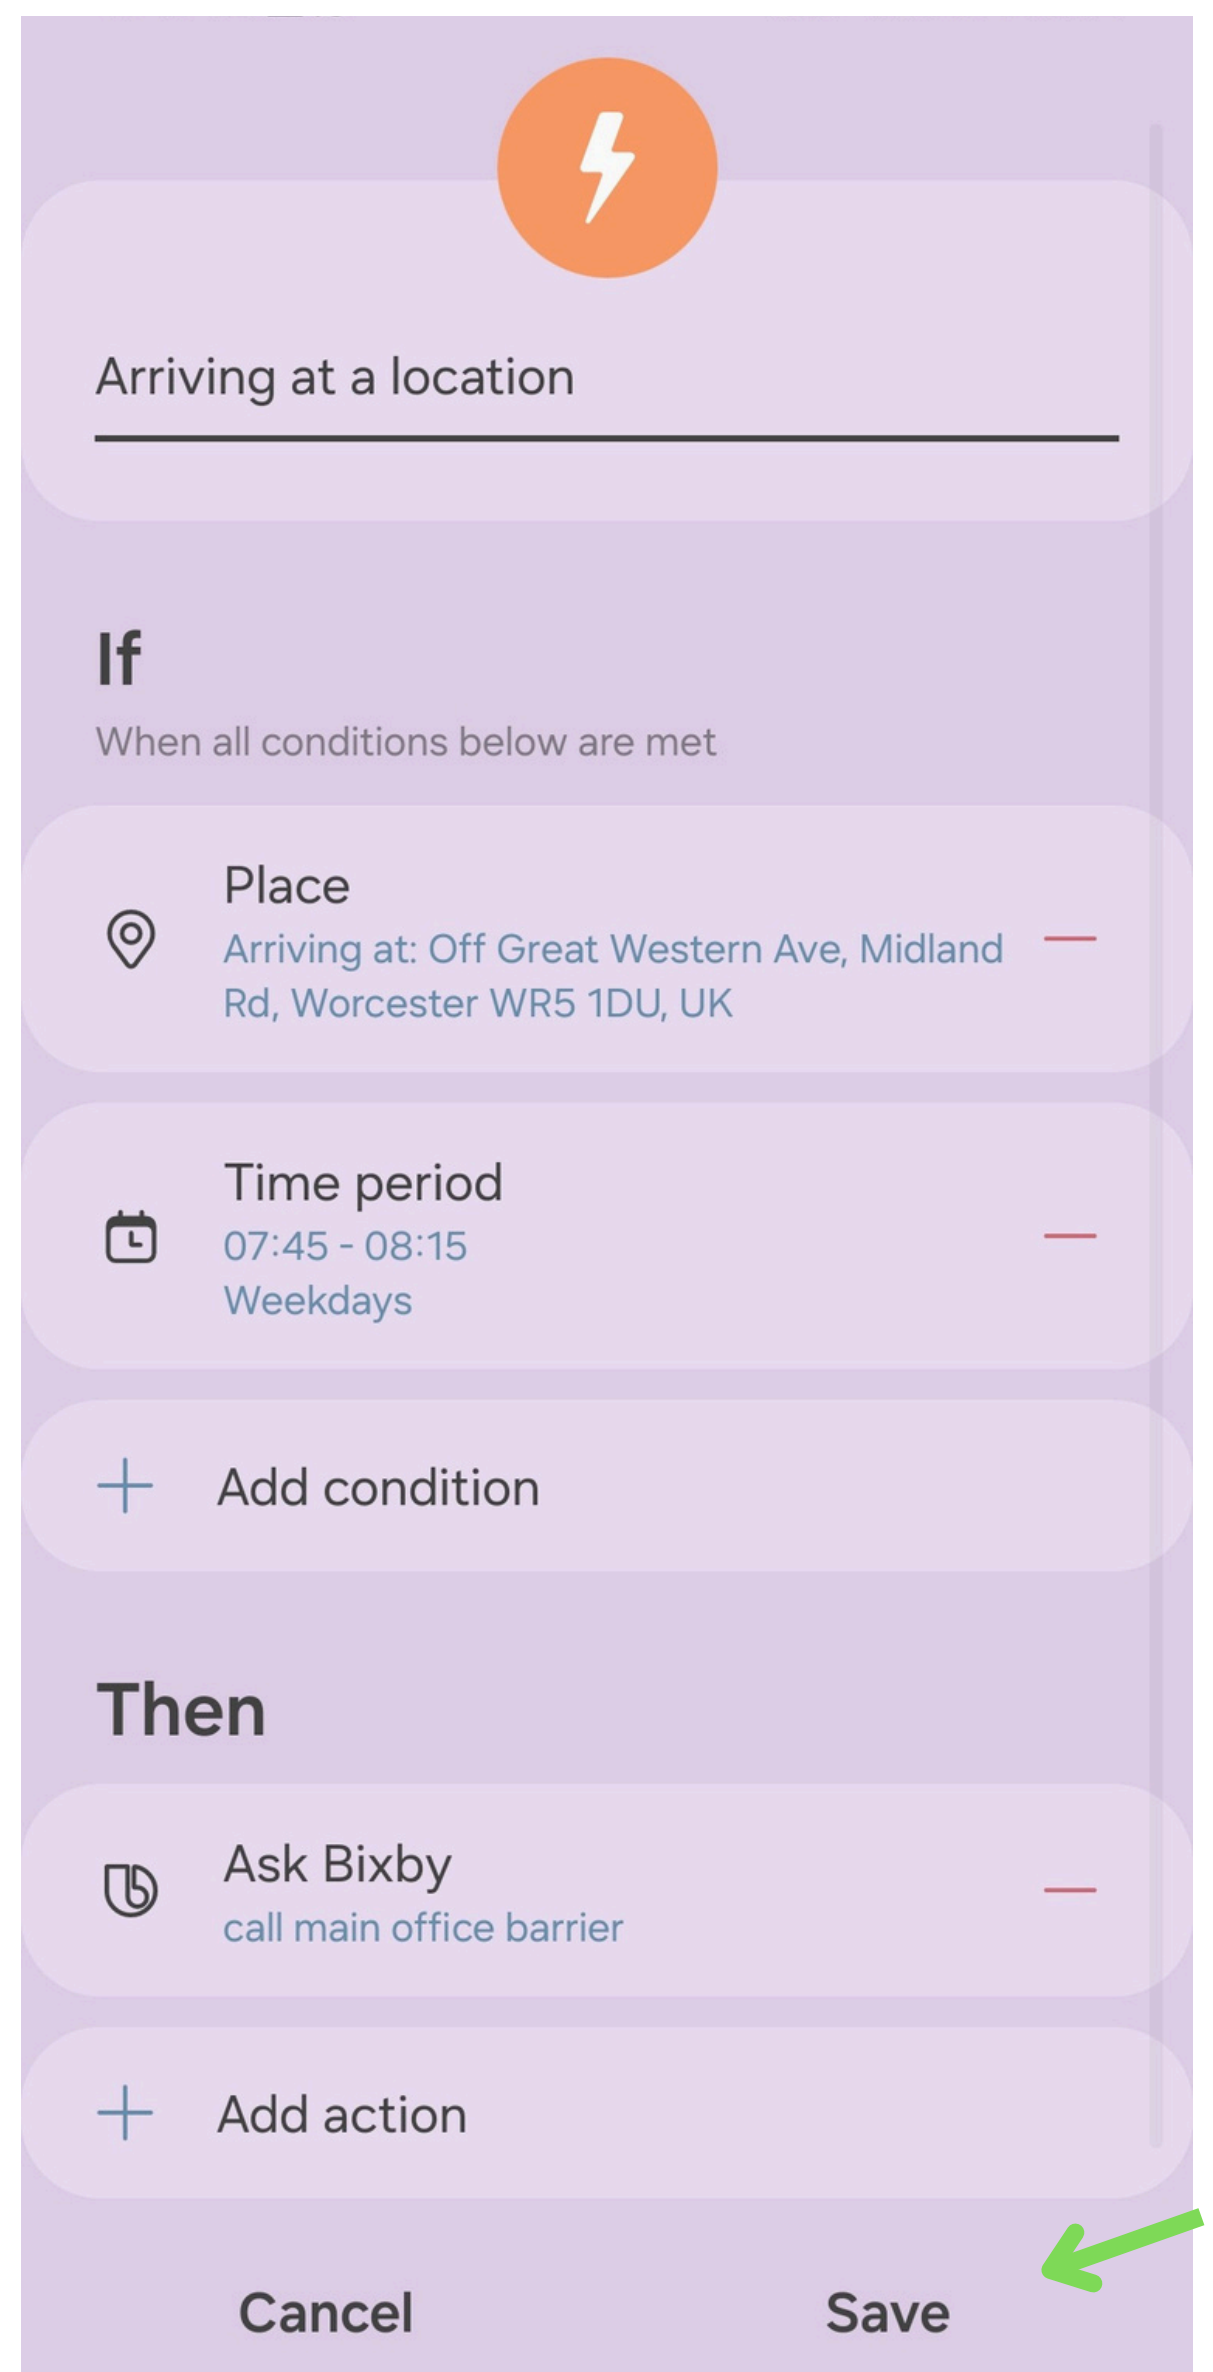 Arriving at a location
If
When all conditions below are met
Place
Arriving at: Off Great Western Ave, Midland
Rd, Worcester WR5 1DU, UK
Time period
07:45 - 08:15
Weekdays
Add condition
Then
Ask Bixby
call main office barrier
Add action
Cancel Save